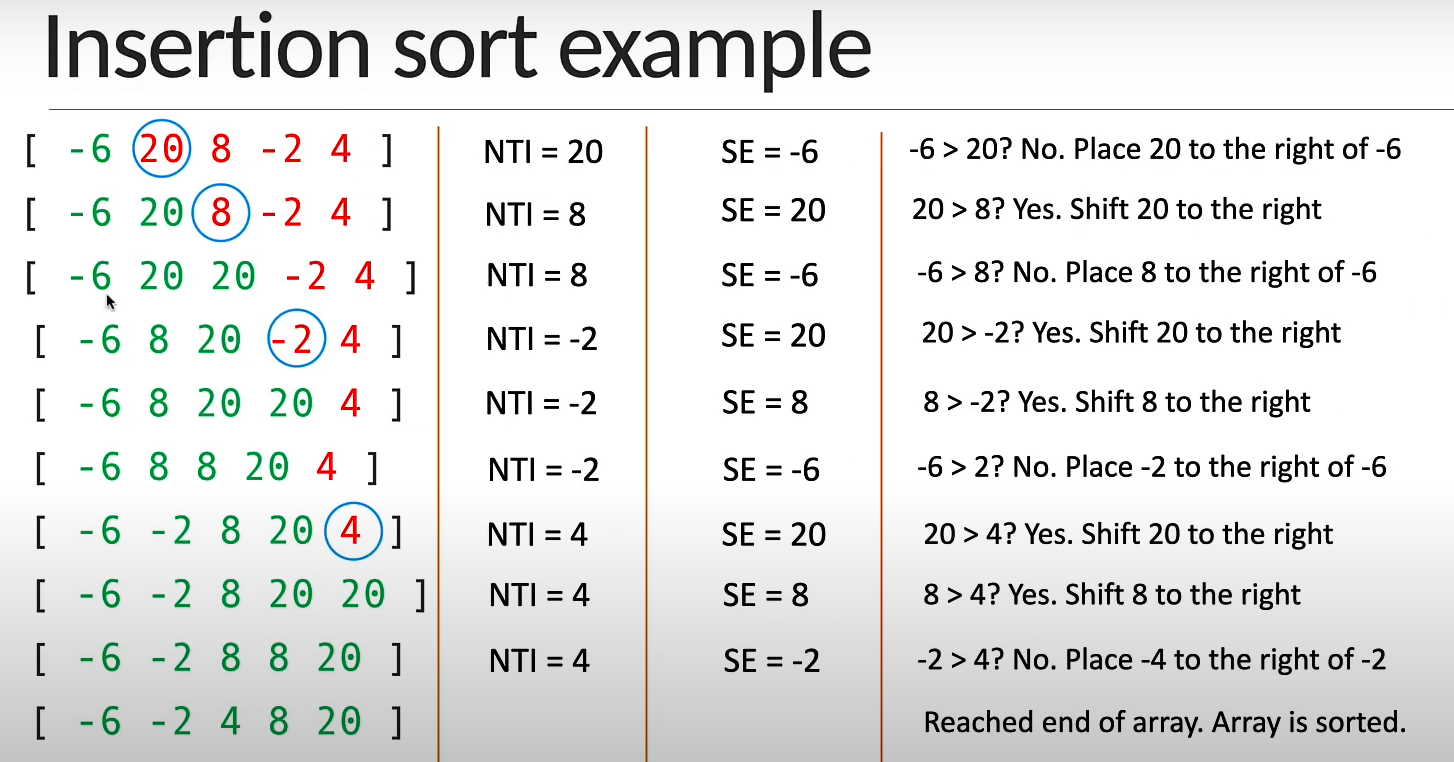 Insertion sort example
[ -6 20 8 -2 4 ] NTI = 20 SE = -6 -6 > 20? No. Place 20 to the right of -6
[ -6 20 8 -2 4 ] NTI = 8 SE = 20 20 > 8? Yes. Shift 20 to the right
[ -6 20 20 -2 4 ] NTI = 8 SE = -6 -6 > 8? No. Place 8 to the right of -6
[ -6 8 20 -2 4 ] NTI = -2 SE = 20 20 > -2? Yes. Shift 20 to the right
[ -6 8 20 20 4 ] NTI = -2 SE = 8 8 > -2? Yes. Shift 8 to the right
[ -6 8 8 20 4 ] NTI = -2 SE = -6 -6 > 2? No. Place -2 to the right of -6
[ -6 -2 8 20 4 ] NTI = 4 SE = 20 20 > 4? Yes. Shift 20 to the right
[ -6 -2 8 20 20 ] NTI = 4 SE = 8 8 > 4? Yes. Shift 8 to the right
[ -6 -2 8 8 20 ] NTI = 4 SE = -2 -2 > 4? No. Place -4 to the right of -2
[ -6 -2 4 8 20 ] Reached end of array. Array is sorted.